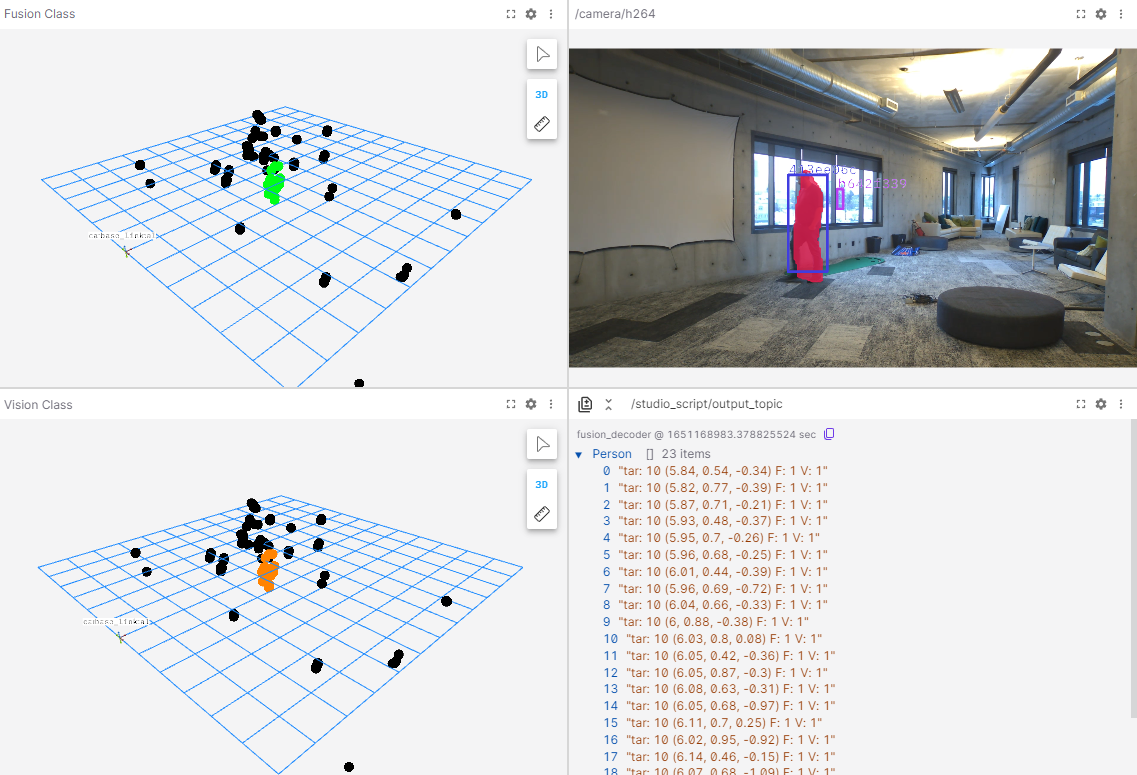 Fusion Class
3D
/camera/h264
Vision Class
3D
/studio_script/output_topic
fusion_decoder @ 1651168983.378825524 sec
Person [] 23 items
0 "tar: 10 (5.84, 0.54, -0.34) F: 1 V: 1"
1 "tar: 10 (5.82, 0.77, -0.39) F: 1 V: 1"
2 "tar: 10 (5.87, 0.71, -0.21) F: 1 V: 1"
3 "tar: 10 (5.93, 0.48, -0.37) F: 1 V: 1"
4 "tar: 10 (5.95, 0.7, -0.26) F: 1 V: 1"
5 "tar: 10 (5.96, 0.68, -0.25) F: 1 V: 1"
6 "tar: 10 (6.01, 0.44, -0.39) F: 1 V: 1"
7 "tar: 10 (5.96, 0.69, -0.72) F: 1 V: 1"
8 "tar: 10 (6.04, 0.66, -0.33) F: 1 V: 1"
9 "tar: 10 (6, 0.88, -0.38) F: 1 V: 1"
10 "tar: 10 (6.03, 0.8, 0.08) F: 1 V: 1"
11 "tar: 10 (6.05, 0.42, -0.36) F: 1 V: 1"
12 "tar: 10 (6.05, 0.87, -0.3) F: 1 V: 1"
13 "tar: 10 (6.08, 0.63, -0.31) F: 1 V: 1"
14 "tar: 10 (6.05, 0.68, -0.97) F: 1 V: 1"
15 "tar: 10 (6.11, 0.7, 0.25) F: 1 V: 1"
16 "tar: 10 (6.02, 0.95, -0.92) F: 1 V: 1"
17 "tar: 10 (6.14, 0.46, -0.15) F: 1 V: 1"
18 "tar: 10 (6.07, 0.68, -1.09) F: 1 V: 1"